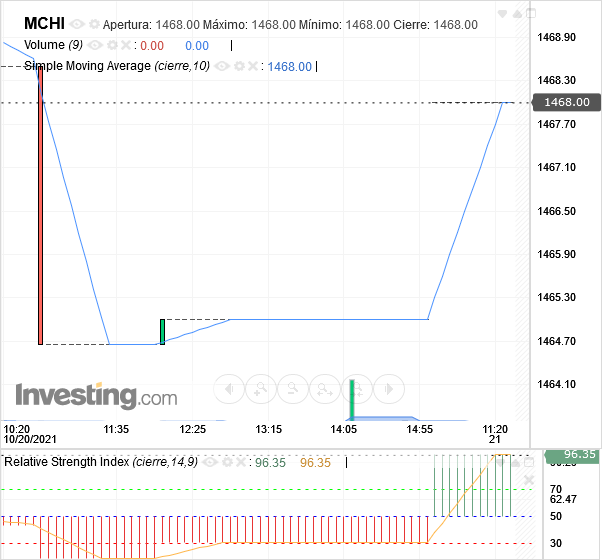 MCHI Apertura: 1468.00 Máximo: 1468.00 Mínimo: 1468.00 Cierre: 1468.00
Volume (9) : 0.00 0.00
Simple Moving Average (cierre,10) : 1468.00
1468.90
1468.30
1468.00
1467.70
1467.10
1466.50
1465.90
1465.30
1464.70
1464.10
Investing.com
10:20 11:35 12:25 13:15 14:05 14:55 11:20
10/20/2021 21
Relative Strength Index (cierre,14,9) : 96.35 96.35
96.35
70
62.47
50
30